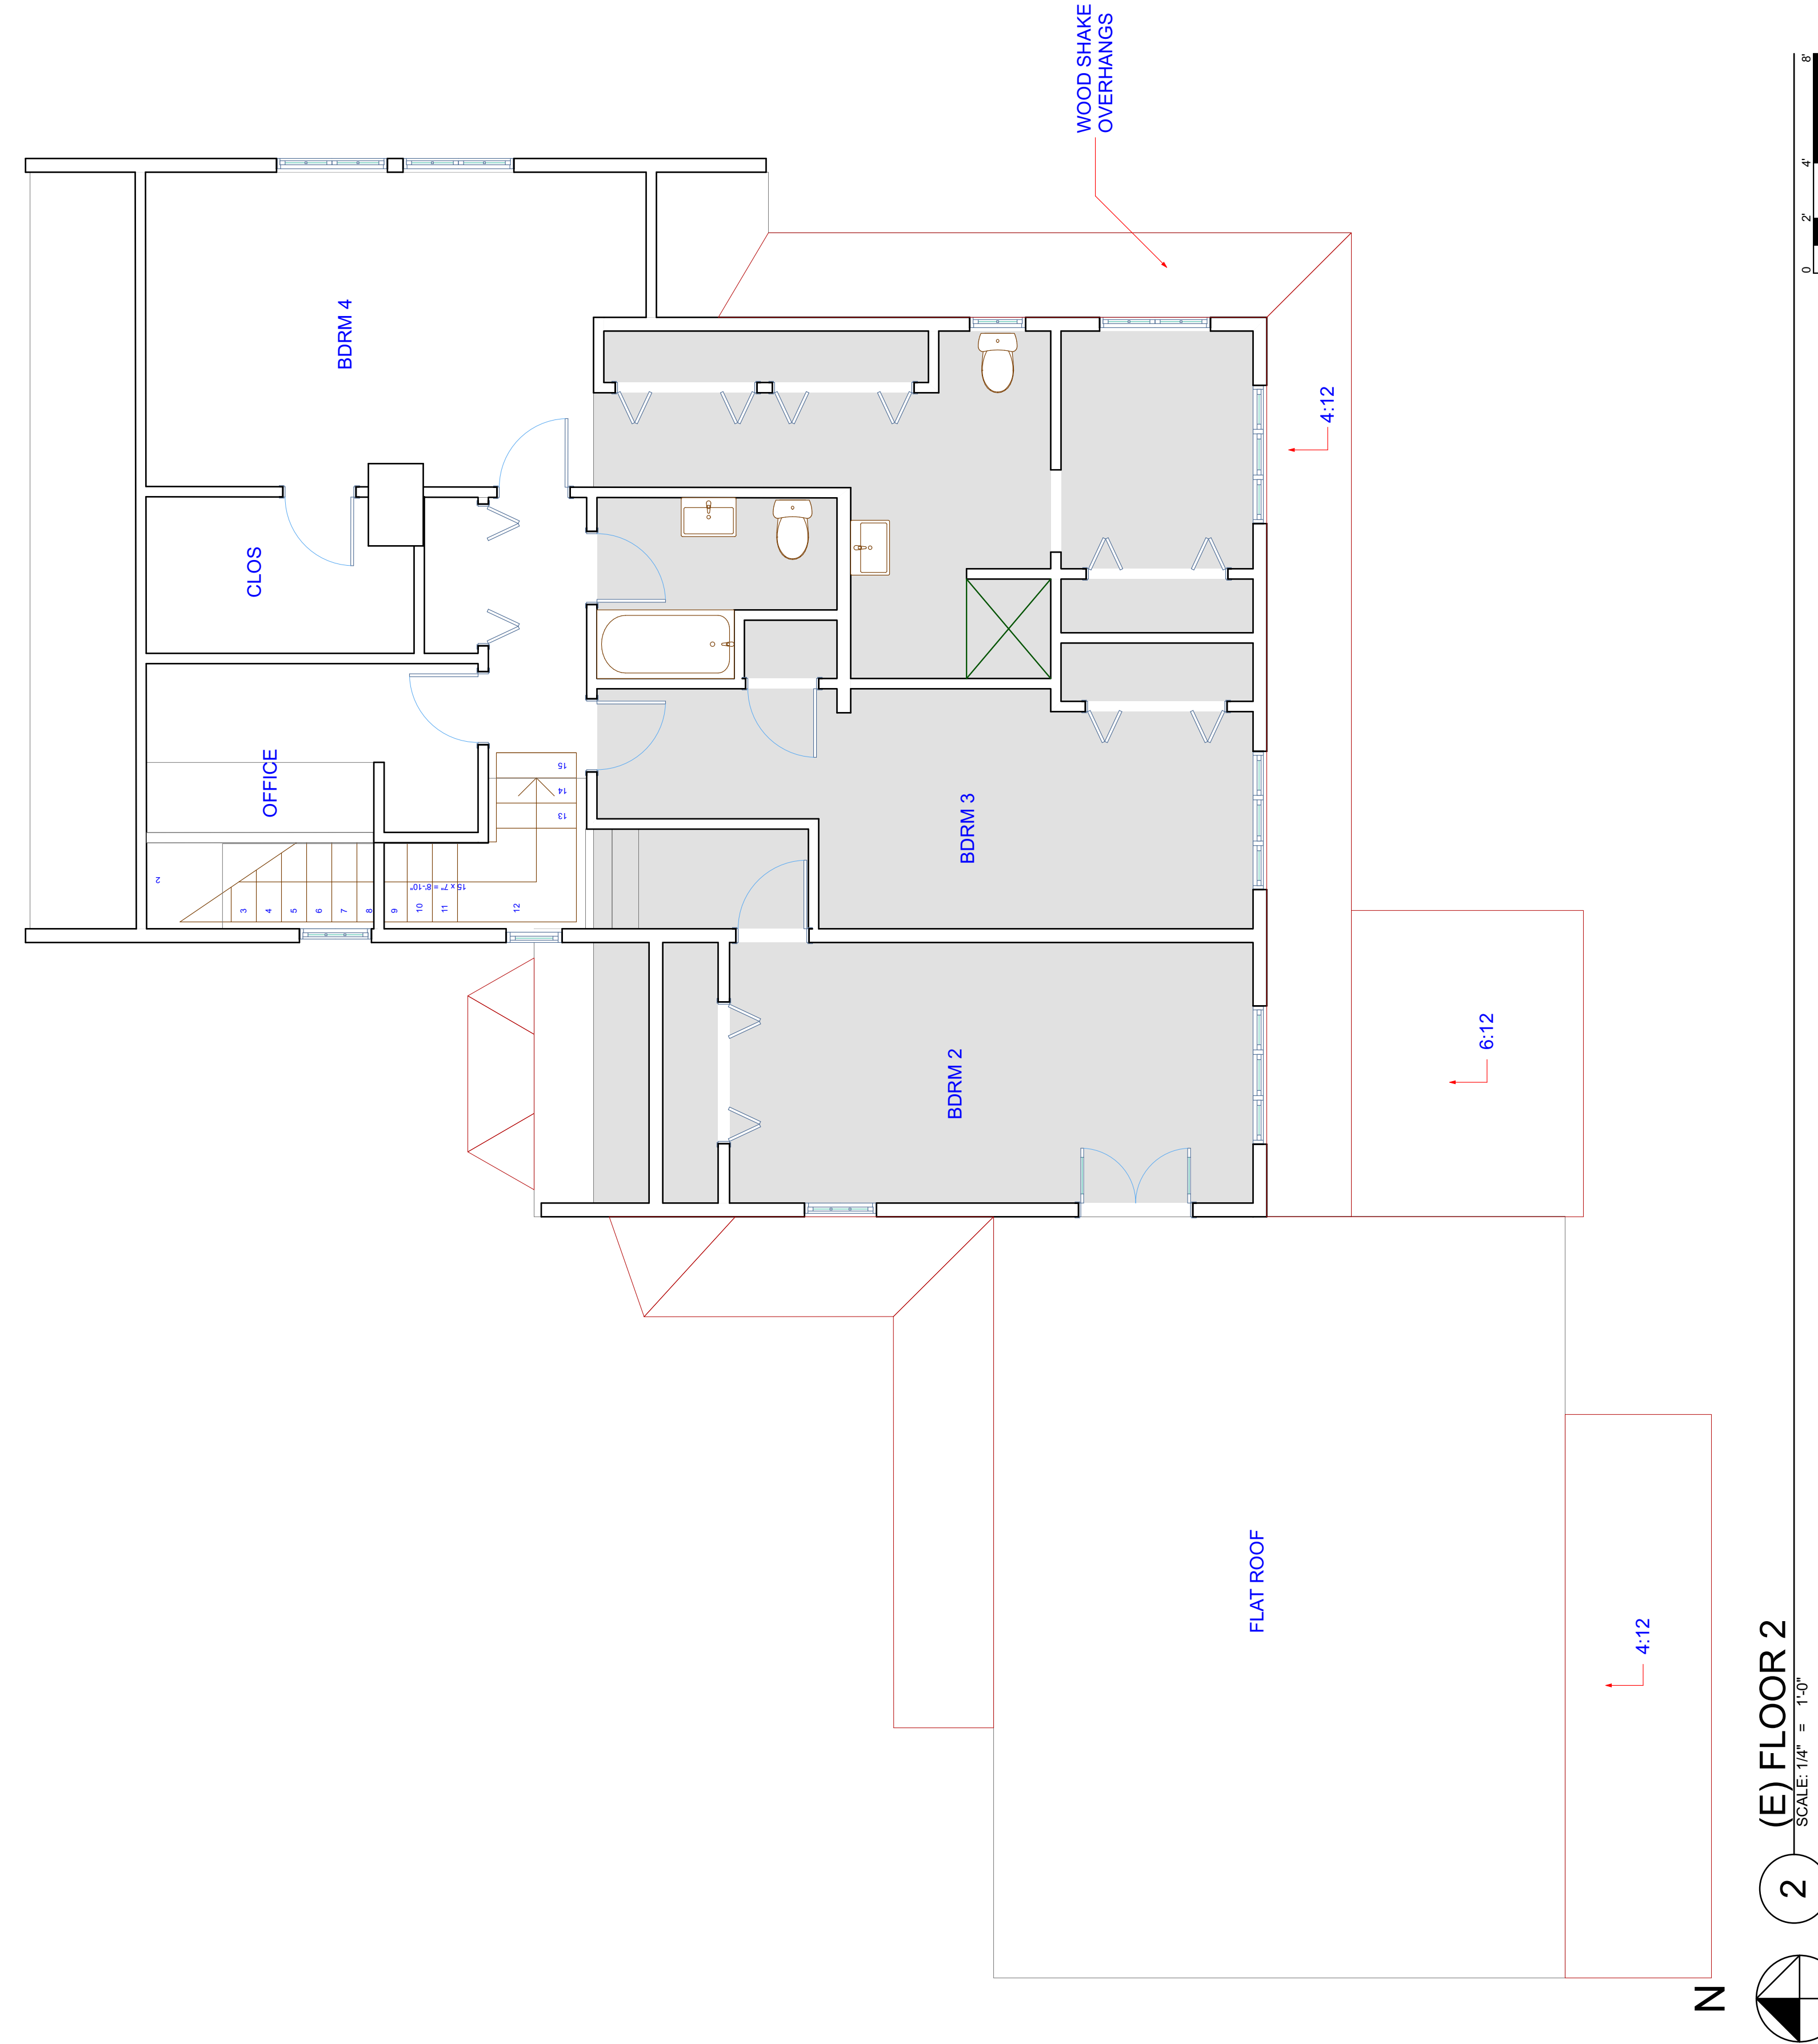 WOOD SHAKE
OVERHANGS
BDRM 4
CLOS
OFFICE
BDRM 3
BDRM 2
4:12
6:12
4:12
FLAT ROOF
2
3
4
5
6
7
8
9
10
11
12
13
14
15
15 x 7" = 8'-10"
N
2
(E) FLOOR 2
SCALE: 1/4" = 1'-0"
0 2' 4' 8'